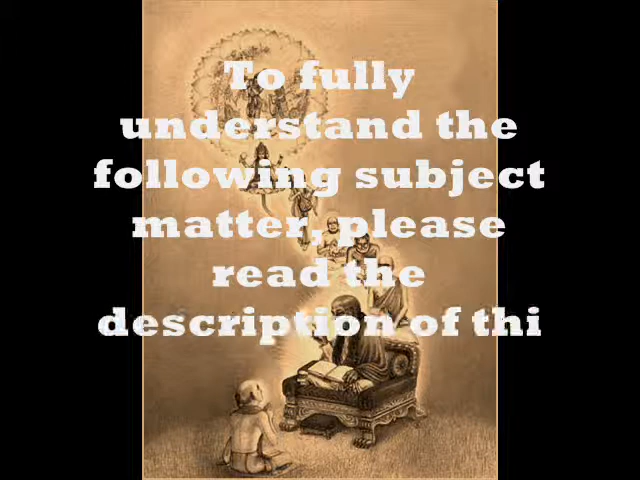 To fully
understand the
following subject
matter, please
read the
description of thi